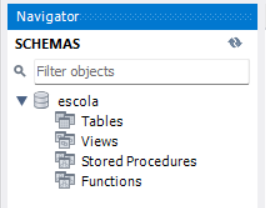 Navigator
SCHEMAS
Filter objects
escola
Tables
Views
Stored Procedures
Functions